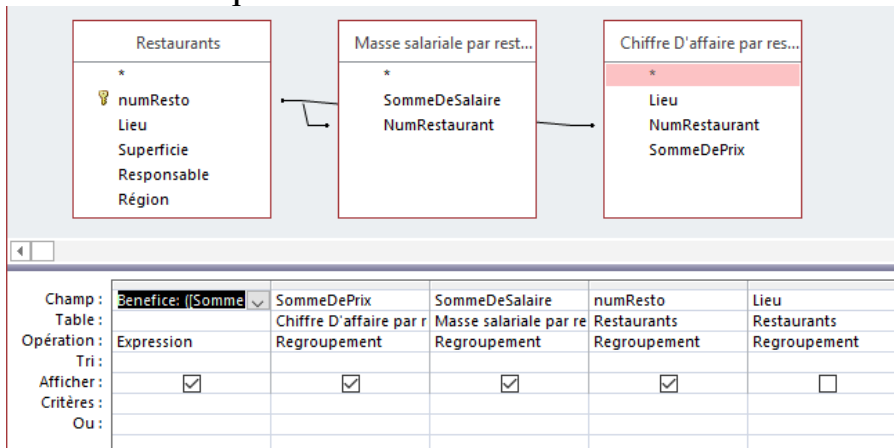 Restaurants
*
numResto
Lieu
Superficie
Responsable
Région
Masse salariale par rest...
*
SommeDeSalaire
NumRestaurant
Chiffre D'affaire par res...
*
Lieu
NumRestaurant
SommeDePrix
Champ : Benefice: ([Somme SommeDePrix SommeDeSalaire numResto Lieu
Table : Chiffre D'affaire par r Masse salariale par re Restaurants Restaurants
Opération : Expression Regroupement Regroupement Regroupement Regroupement
Tri :
Afficher :
Critères :
Ou :